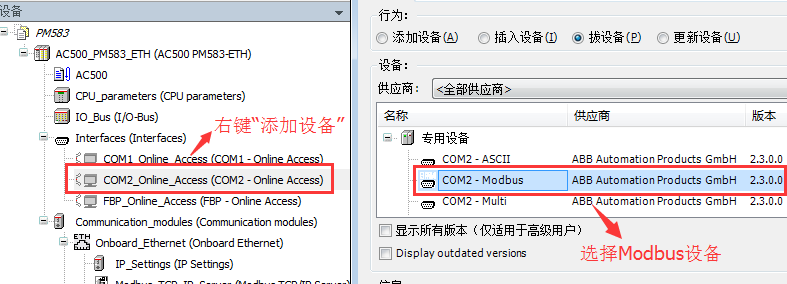 设备
PM583
AC500_PM583_ETH (AC500 PM583-ETH)
AC500
CPU_parameters (CPU parameters)
IO_Bus (I/O-Bus)
右键“添加设备”
Interfaces (Interfaces)
COM1_Online_Access (COM1 - Online Access)
COM2_Online_Access (COM2 - Online Access)
FBP_Online_Access (FBP - Online Access)
Communication_modules (Communication modules)
Onboard_Ethernet (Onboard Ethernet)
IP_Settings (IP Settings)
Modbus_TCP_IP_Server (Modbus TCP/IP Server)
行为:
添加设备(A) 插入设备(I) 拔设备(P) 更新设备(U)
设备:
供应商: <全部供应商>
名称 供应商 版本
专用设备
COM2 - ASCII ABB Automation Products GmbH 2.3.0.0
COM2 - Modbus ABB Automation Products GmbH 2.3.0.0
COM2 - Multi ABB Automation Products GmbH 2.3.0.0
显示所有版本（仅适用于高级用户）
Display outdated versions
选择Modbus设备
信息